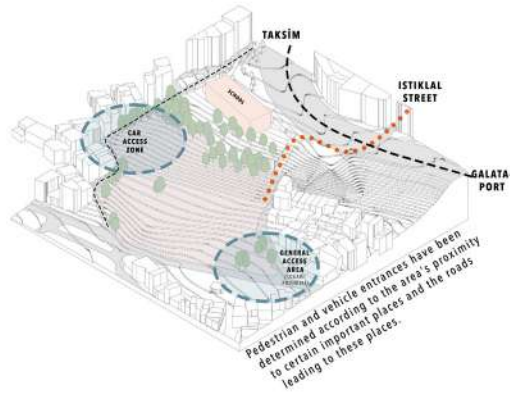 TAKSİM
ISTIKLAL
STREET
SCHOOL
CAR
ACCESS
ZONE
GALATA
PORT
GENERAL
ACCESS
AREA
Pedestrian and vehicle entrances have been
determined according to the area's proximity
to certain important places and the roads
leading to these places.